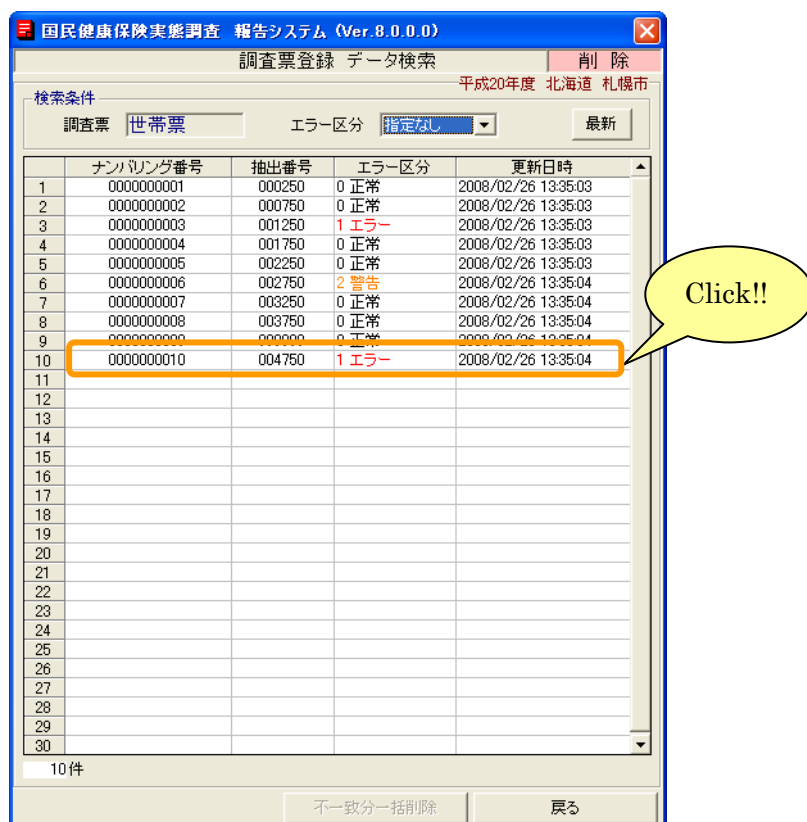 国民健康保険実態調査 報告システム (Ver.8.0.0.0)
調査票登録 データ検索 削 除
平成20年度 北海道 札幌市
検索条件
調査票 世帯票 エラー区分 指定なし 最新
ナンバリング番号 抽出番号 エラー区分 更新日時
1 0000000001 000250 0 正常 2008/02/26 13:35:03
2 0000000002 000750 0 正常 2008/02/26 13:35:03
3 0000000003 001250 1 エラー 2008/02/26 13:35:03
4 0000000004 001750 0 正常 2008/02/26 13:35:03
5 0000000005 002250 0 正常 2008/02/26 13:35:03
6 0000000006 002750 2 警告 2008/02/26 13:35:04
7 0000000007 003250 0 正常 2008/02/26 13:35:04
8 0000000008 003750 0 正常 2008/02/26 13:35:04
9 0 正常 2008/02/26 13:35:04
10 0000000010 004750 1 エラー 2008/02/26 13:35:04
Click!!
11
12
13
14
15
16
17
18
19
20
21
22
23
24
25
26
27
28
29
30
10件
不一致分一括削除 戻る